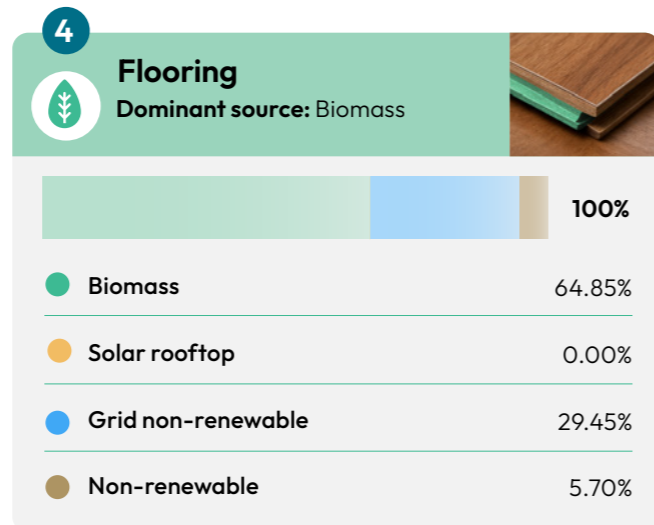 4
Flooring
Dominant source: Biomass
100%
Biomass 64.85%
Solar rooftop 0.00%
Grid non-renewable 29.45%
Non-renewable 5.70%